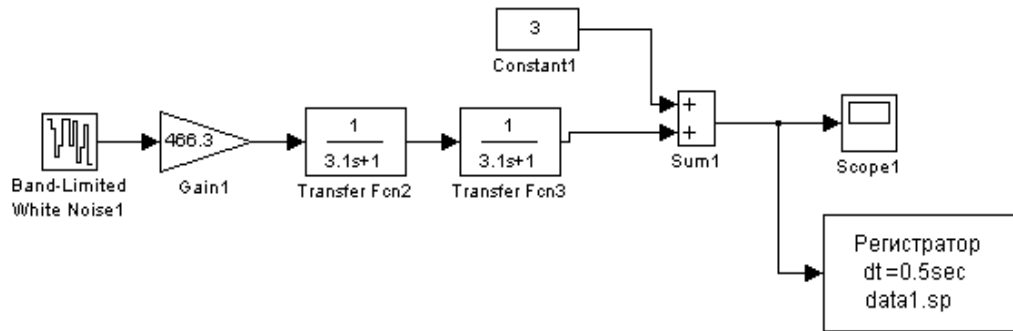 3
Constant1
466.3
1
3.1s+1
1
3.1s+1
+
+
Band-Limited
White Noise1
Gain1
Transfer Fcn2
Transfer Fcn3
Sum1
Scope1
Регистратор
dt=0.5sec
data1.sp